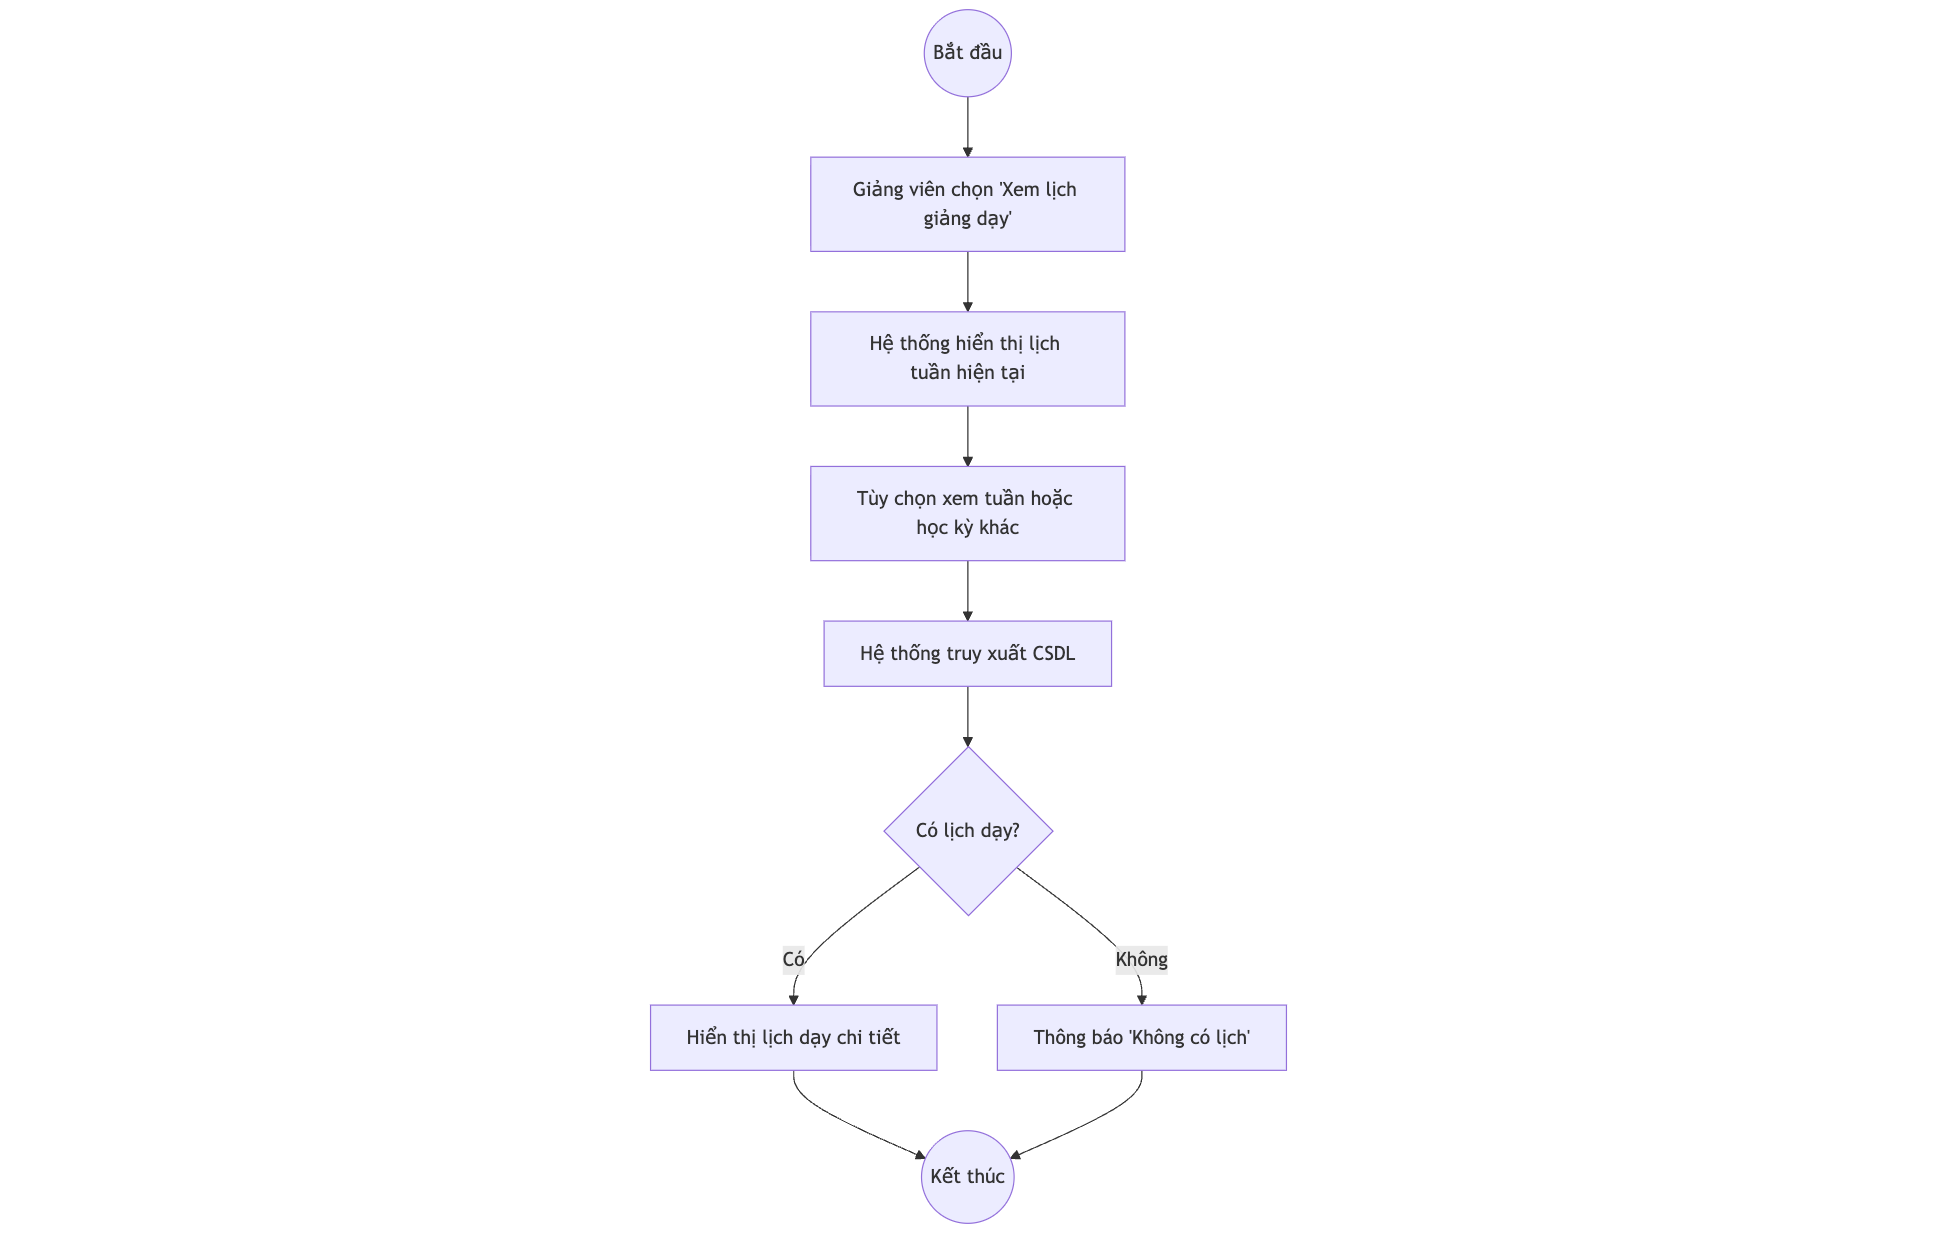 Bắt đầu
Giảng viên chọn 'Xem lịch
giảng dạy'
Hệ thống hiển thị lịch
tuần hiện tại
Tùy chọn xem tuần hoặc
học kỳ khác
Hệ thống truy xuất CSDL
Có lịch dạy?
Có
Không
Hiển thị lịch dạy chi tiết
Thông báo 'Không có lịch'
Kết thúc